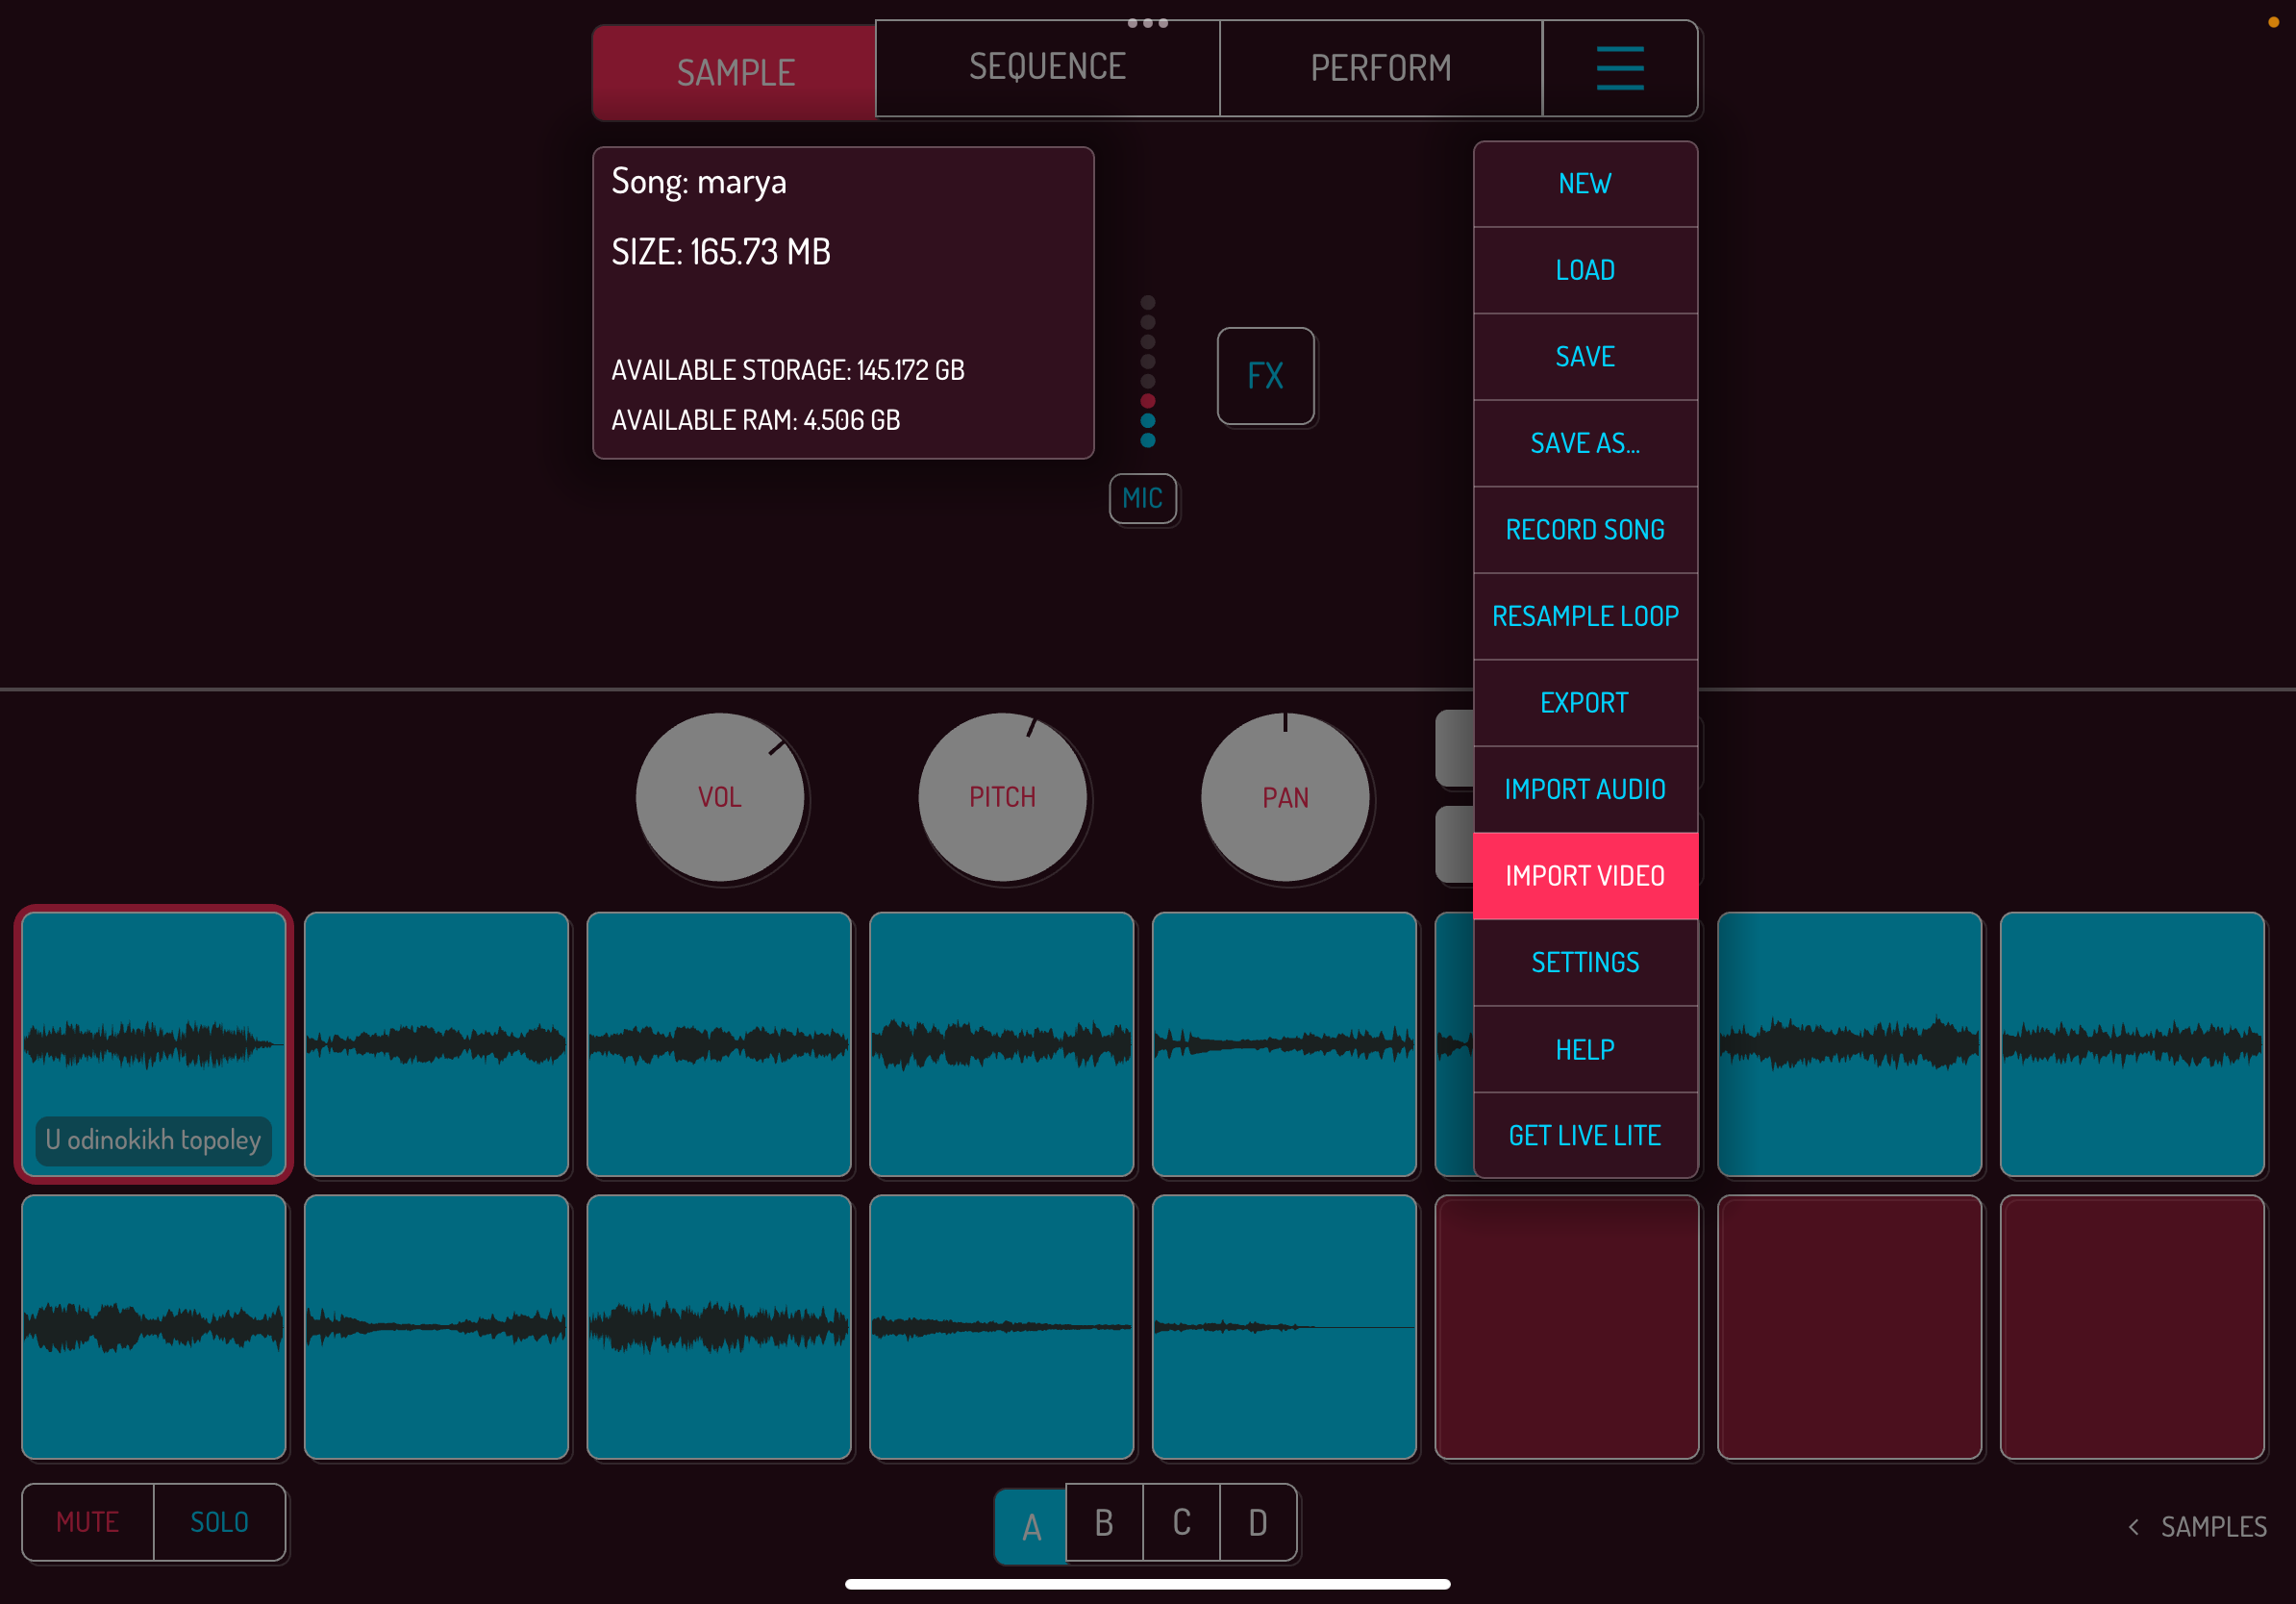 SAMPLE
SEQUENCE
PERFORM
Song: marya
SIZE: 165.73 MB
AVAILABLE STORAGE: 145.172 GB
AVAILABLE RAM: 4.506 GB
FX
MIC
NEW
LOAD
SAVE
SAVE AS...
RECORD SONG
RESAMPLE LOOP
EXPORT
IMPORT AUDIO
IMPORT VIDEO
SETTINGS
HELP
GET LIVE LITE
VOL
PITCH
PAN
U odinokikh topoley
MUTE
SOLO
A
B
C
D
< SAMPLES